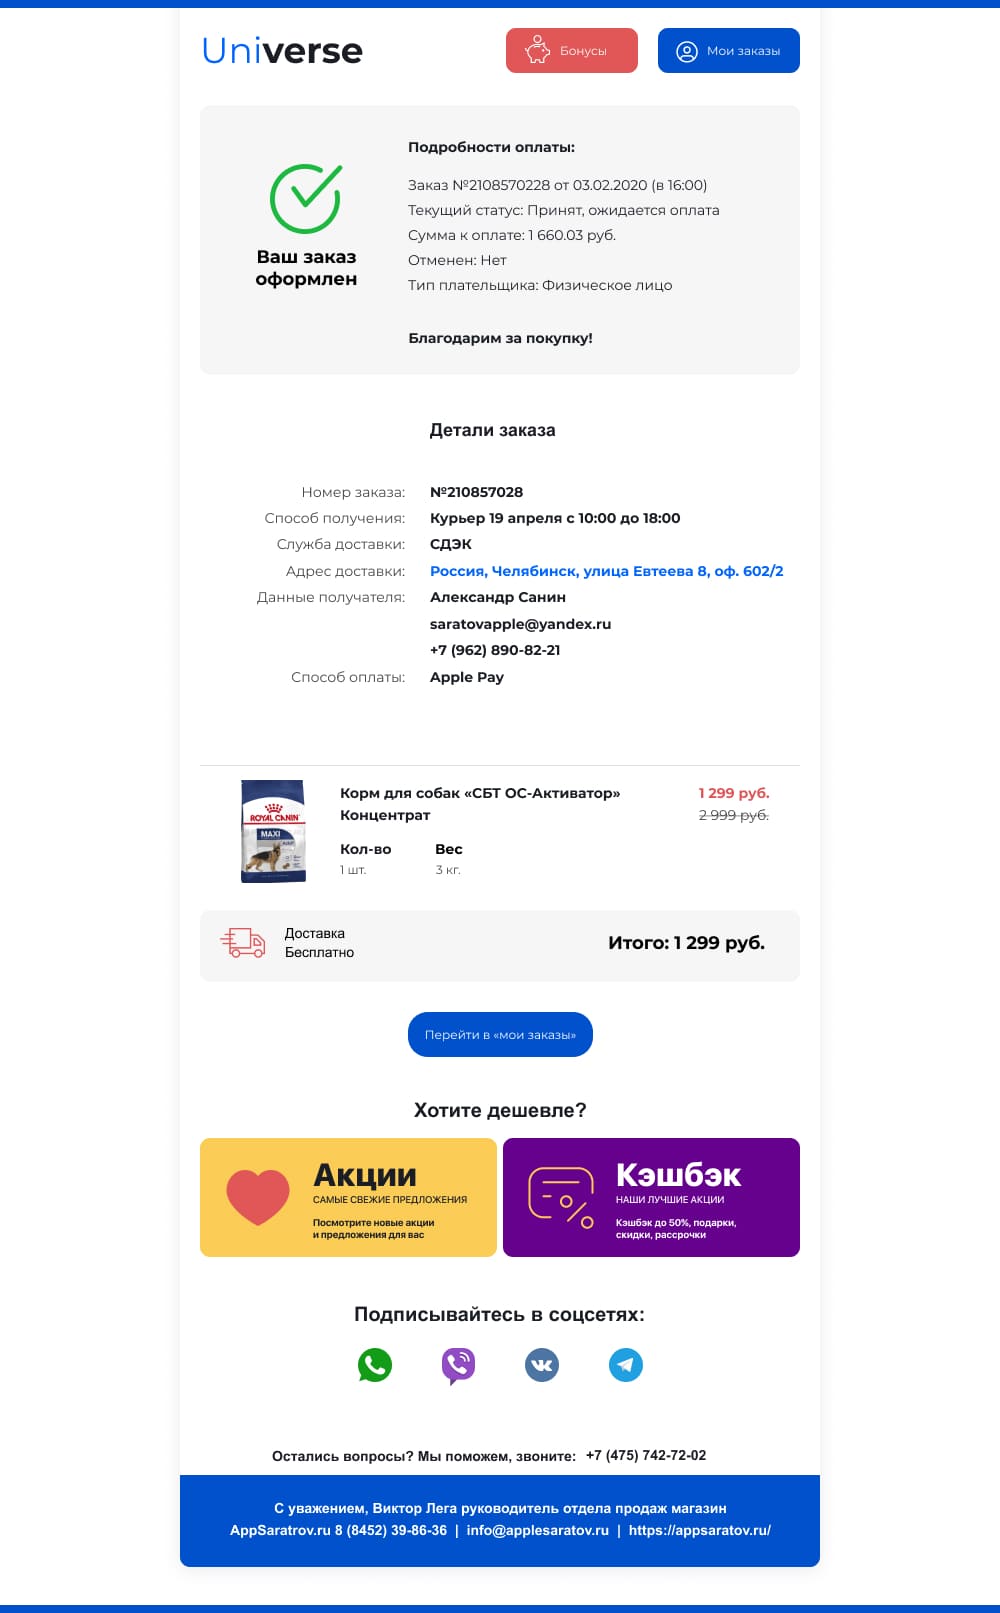 Universe
Бонусы
Мои заказы
Подробности оплаты:
Заказ №2108570228 от 03.02.2020 (в 16:00)
Текущий статус: Принят, ожидается оплата
Сумма к оплате: 1 660.03 руб.
Отменен: Нет
Тип плательщика: Физическое лицо
Ваш заказ
оформлен
Благодарим за покупку!
Детали заказа
Номер заказа: №210857028
Способ получения: Курьер 19 апреля с 10:00 до 18:00
Служба доставки: СДЭК
Адрес доставки: Россия, Челябинск, улица Евтеева 8, оф. 602/2
Данные получателя: Александр Санин
saratovapple@yandex.ru
+7 (962) 890-82-21
Способ оплаты: Apple Pay
ROYAL CANIN
MAXI
Adult
Корм для собак «СБТ ОС-Активатор» 1 299 руб.
Концентрат 2 999 руб.
Кол-во Вес
1 шт. 3 кг.
Доставка
Бесплатно
Итого: 1 299 руб.
Перейти в «мои заказы»
Хотите дешевле?
Акции
САМЫЕ СВЕЖИЕ ПРЕДЛОЖЕНИЯ
Посмотрите новые акции
и предложения для вас
Кэшбэк
НАШИ ЛУЧШИЕ АКЦИИ
Кэшбэк до 50%, подарки,
скидки, рассрочки
Подписывайтесь в соцсетях:
Остались вопросы? Мы поможем, звоните: +7 (475) 742-72-02
С уважением, Виктор Лега руководитель отдела продаж магазин
AppSaratrov.ru 8 (8452) 39-86-36 | info@applesaratov.ru | https://appsaratov.ru/